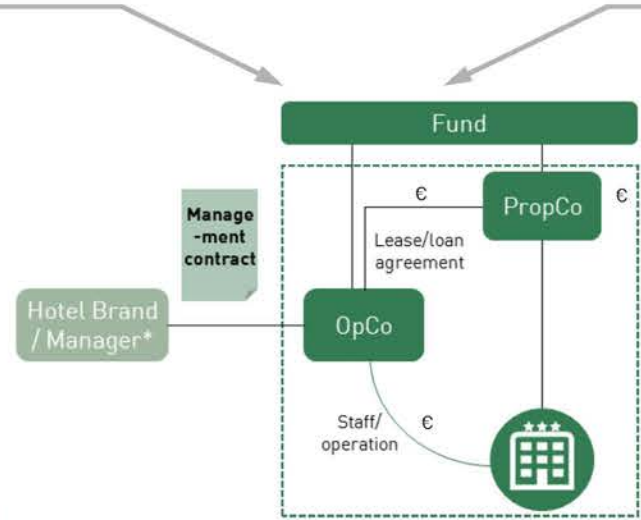 Fund
€
PropCo
€
Manage
-ment
contract
Lease/loan
agreement
Hotel Brand
/ Manager*
OpCo
Staff/
operation
€